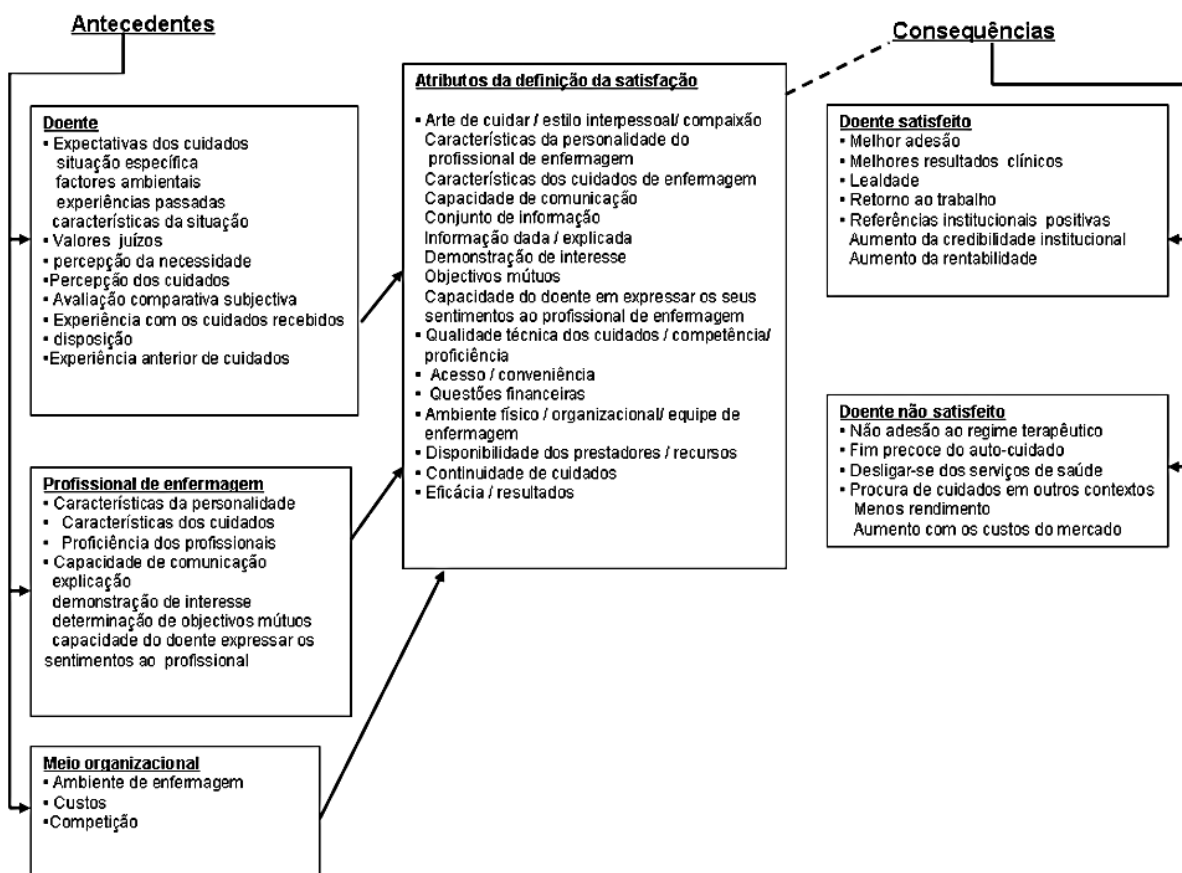 Antecedentes
Doente
▪ Expectativas dos cuidados
situação específica
factores ambientais
experiências passadas
características da situação
▪ Valores juízos
▪ percepção da necessidade
▪Percepção dos cuidados
▪ Avaliação comparativa subjectiva
▪ Experiência com os cuidados recebidos
▪ disposição
▪Experiência anterior de cuidados
Profissional de enfermagem
▪ Características da personalidade
▪ Características dos cuidados
▪ Proficiência dos profissionais
▪ Capacidade de comunicação
explicação
demonstração de interesse
determinação de objectivos mútuos
capacidade do doente expressar os
sentimentos ao profissional
Meio organizacional
▪ Ambiente de enfermagem
▪ Custos
▪Competição
Atributos da definição da satisfação
▪ Arte de cuidar / estilo interpessoal/ compaixão
Características da personalidade do
profissional de enfermagem
Características dos cuidados de enfermagem
Capacidade de comunicação
Conjunto de informação
Informação dada / explicada
Demonstração de interesse
Objectivos mútuos
Capacidade do doente em expressar os seus
sentimentos ao profissional de enfermagem
▪ Qualidade técnica dos cuidados / competência/
proficiência
▪ Acesso / conveniência
▪ Questões financeiras
▪ Ambiente físico / organizacional/ equipe de
enfermagem
▪ Disponibilidade dos prestadores / recursos
▪ Continuidade de cuidados
▪ Eficácia / resultados
Consequências
Doente satisfeito
▪ Melhor adesão
▪ Melhores resultados clínicos
▪ Lealdade
▪ Retorno ao trabalho
▪ Referências institucionais positivas
Aumento da credibilidade institucional
Aumento da rentabilidade
Doente não satisfeito
▪ Não adesão ao regime terapêutico
▪ Fim precoce do auto-cuidado
▪ Desligar-se dos serviços de saúde
▪ Procura de cuidados em outros contextos
Menos rendimento
Aumento com os custos do mercado